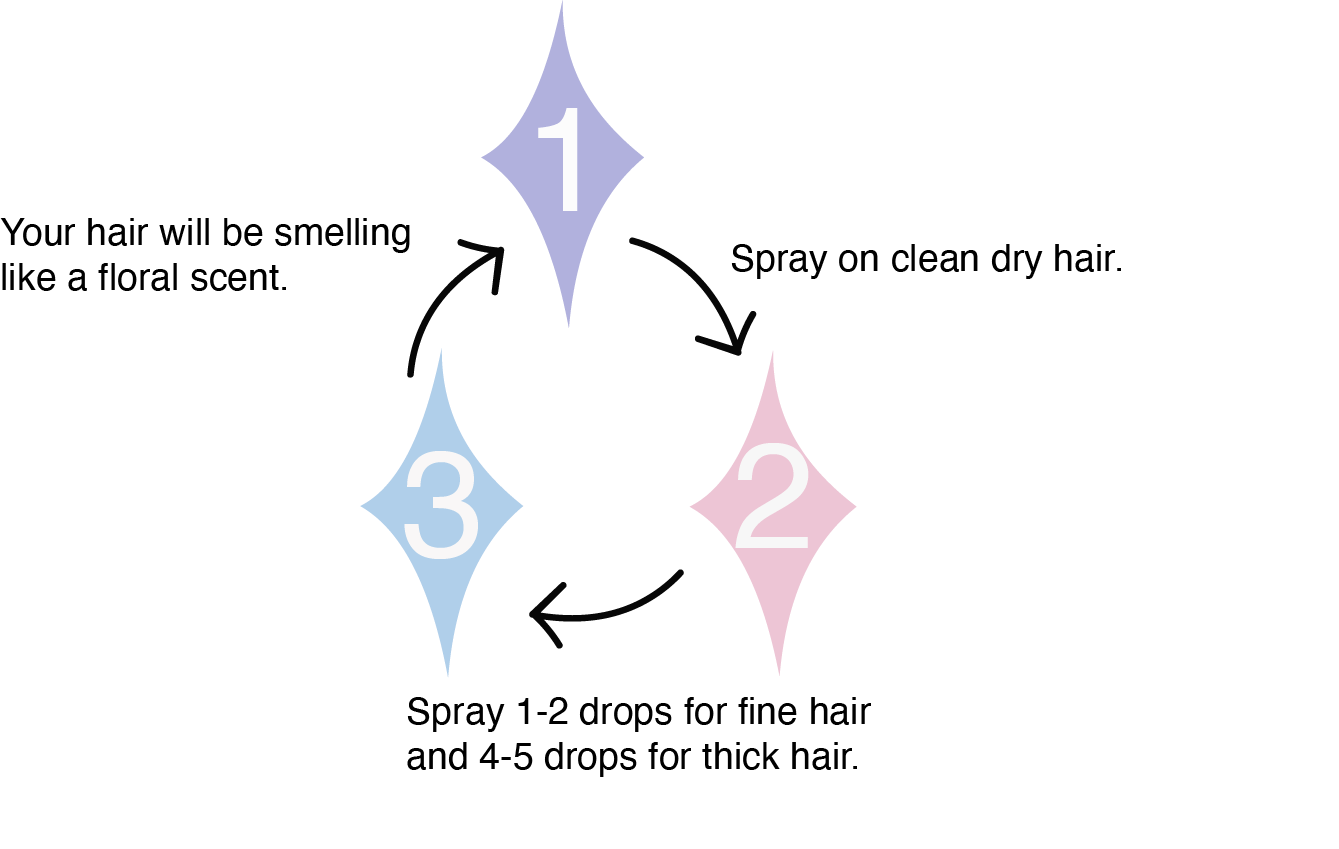 1
Spray on clean dry hair.
2
Spray 1-2 drops for fine hair
and 4-5 drops for thick hair.
3
Your hair will be smelling
like a floral scent.